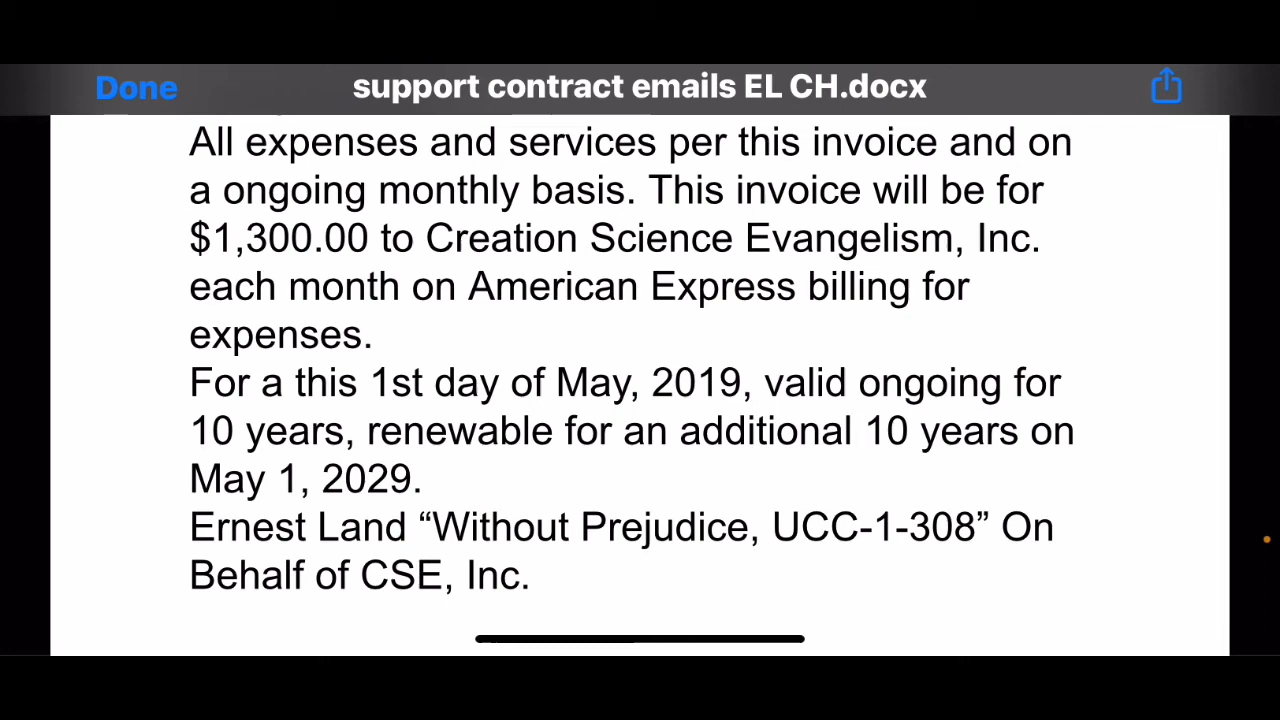 Done
support contract emails EL CH.docx
All expenses and services per this invoice and on
a ongoing monthly basis. This invoice will be for
$1,300.00 to Creation Science Evangelism, Inc.
each month on American Express billing for
expenses.
For a this 1st day of May, 2019, valid ongoing for
10 years, renewable for an additional 10 years on
May 1, 2029.
Ernest Land “Without Prejudice, UCC-1-308” On
Behalf of CSE, Inc.